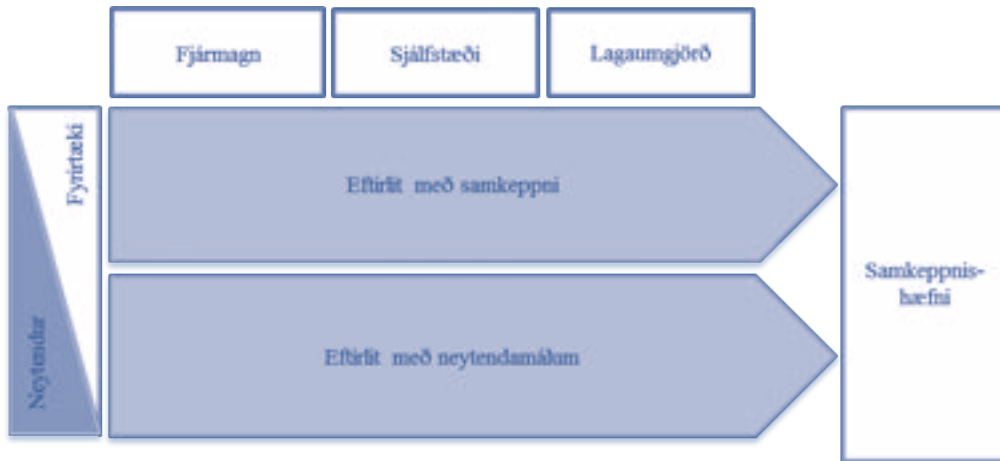 Fjármagn
Sjálfstæði
Lagaumgjörð
Fyrirtæki
Neytendur
Eftirlit með samkeppni
Eftirlit með neytendamálum
Samkeppnis-
hæfni